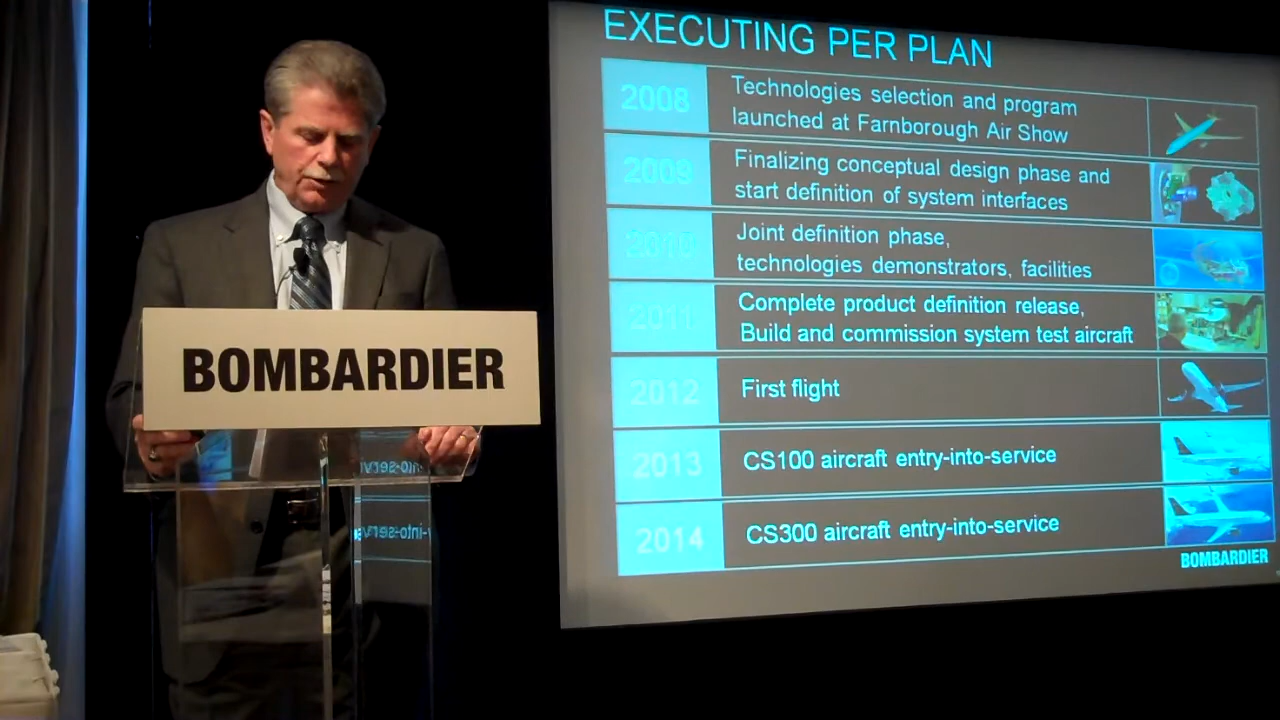 EXECUTING PER PLAN
2008
Technologies selection and program
launched at Farnborough Air Show
2009
Finalizing conceptual design phase and
start definition of system interfaces
2010
Joint definition phase,
technologies demonstrators, facilities
2011
Complete product definition release,
Build and commission system test aircraft
2012
First flight
2013
CS100 aircraft entry-into-service
2014
CS300 aircraft entry-into-service
BOMBARDIER
BOMBARDIER